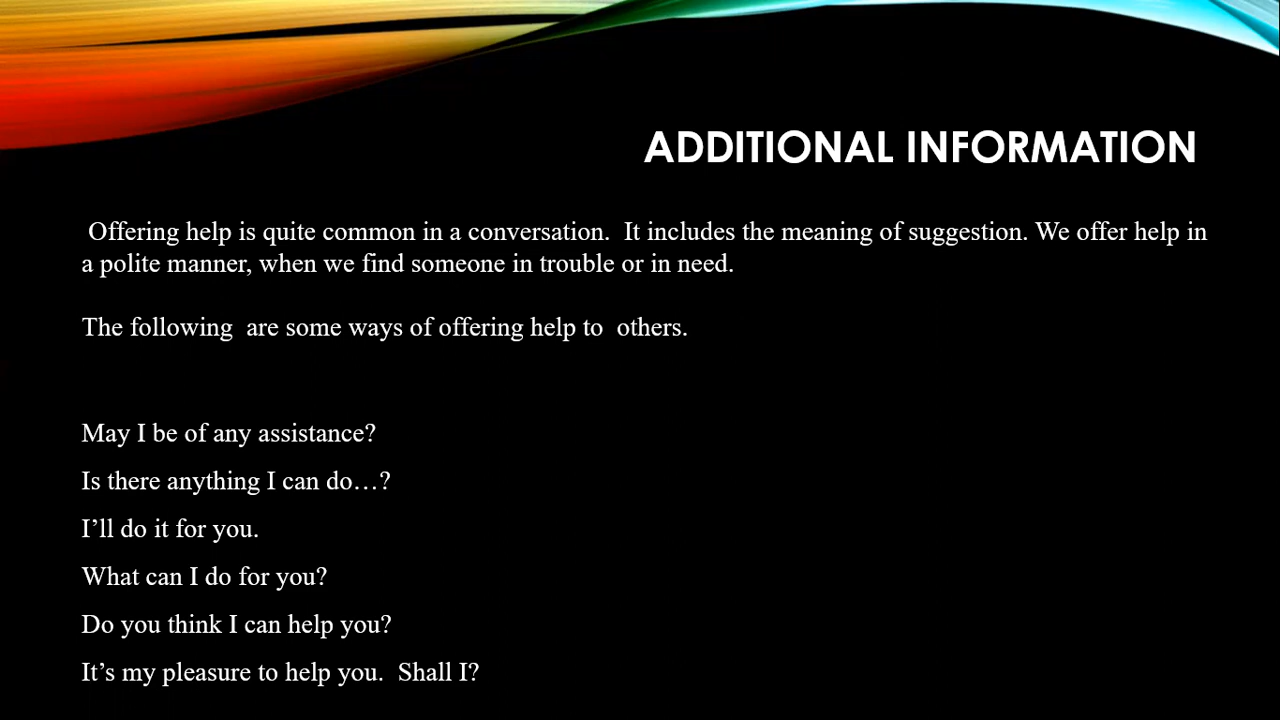 ADDITIONAL INFORMATION
Offering help is quite common in a conversation.  It includes the meaning of suggestion. We offer help in
a polite manner, when we find someone in trouble or in need.
The following  are some ways of offering help to  others.
May I be of any assistance?
Is there anything I can do…?
I’ll do it for you.
What can I do for you?
Do you think I can help you?
It’s my pleasure to help you.  Shall I?